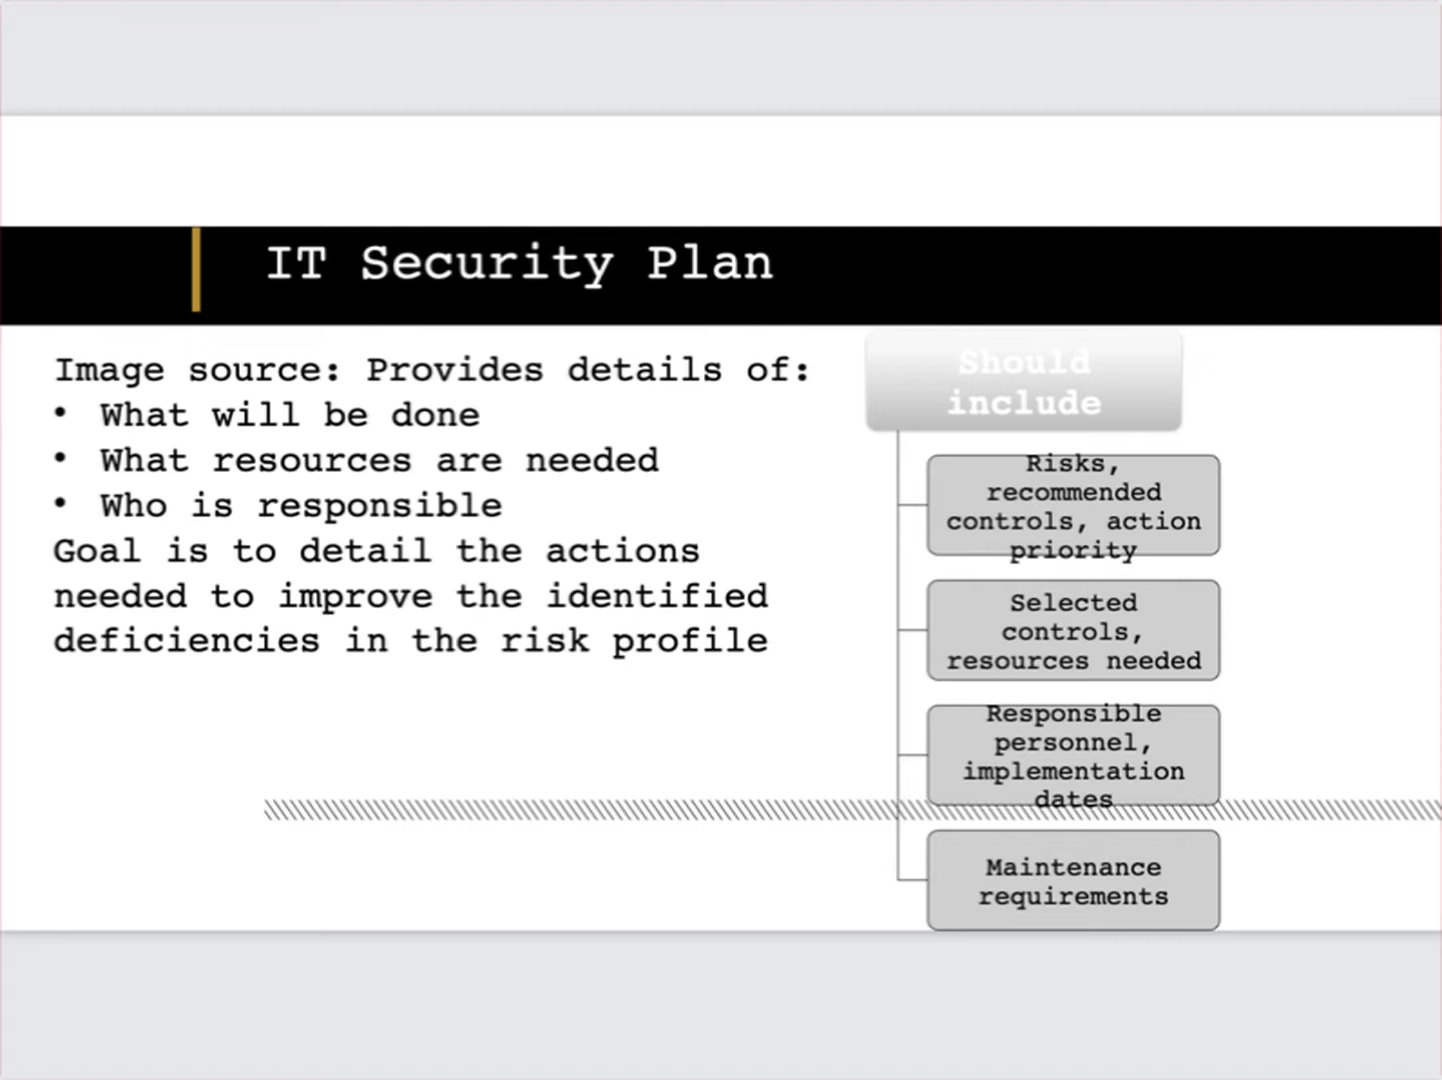 IT Security Plan
Image source: Provides details of:
• What will be done
• What resources are needed
• Who is responsible
Goal is to detail the actions
needed to improve the identified
deficiencies in the risk profile
Should
include
Risks,
recommended
controls, action
priority
Selected
controls,
resources needed
Responsible
personnel,
implementation
dates
Maintenance
requirements